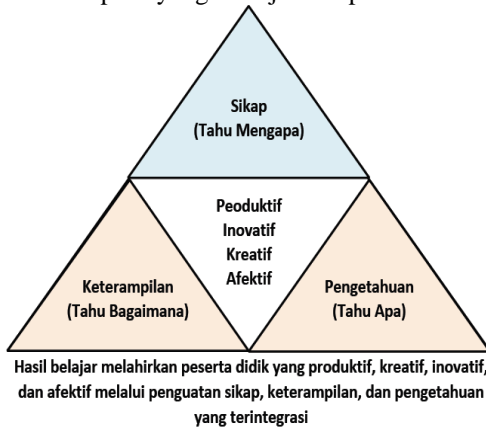 Sikap
(Tahu Mengapa)
Peoduktif
Inovatif
Kreatif
Afektif
Keterampilan
(Tahu Bagaimana)
Pengetahuan
(Tahu Apa)
Hasil belajar melahirkan peserta didik yang produktif, kreatif, inovatif,
dan afektif melalui penguatan sikap, keterampilan, dan pengetahuan
yang terintegrasi